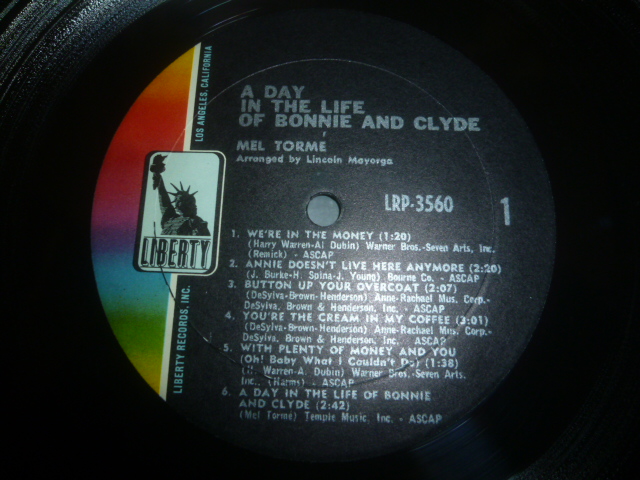 A DAY
IN THE LIFE
OF BONNIE AND CLYDE
MEL TORMÉ
Arranged by Lincoln Mayorga
LRP-3560
1
1. WE'RE IN THE MONEY (1:20)
(Harry Warren-Al Dubin) Warner Bros.-Seven Arts, Inc.
(Remick) - ASCAP
2. ANNIE DOESN'T LIVE HERE ANYMORE (2:20)
(J. Burke-H. Spina-J. Young) Bourne Co. - ASCAP
3. BUTTON UP YOUR OVERCOAT (2:07)
(DeSylva-Brown-Henderson) Anne-Rachael Mus. Corp.-
DeSylva, Brown & Henderson, Inc. - ASCAP
4. YOU'RE THE CREAM IN MY COFFEE (3:01)
(DeSylva-Brown-Henderson) Anne-Rachael Mus. Corp.-
DeSylva, Brown & Henderson, Inc. - ASCAP
5. WITH PLENTY OF MONEY AND YOU
(Oh! Baby What I Couldn't Do) (1:38)
(H. Warren-A. Dubin) Warner Bros.-Seven Arts,
Inc., (Harms) - ASCAP
6. A DAY IN THE LIFE OF BONNIE
AND CLYDE (2:42)
(Mel Tormé) Temple Music, Inc. - ASCAP
LIBERTY
LIBERTY RECORDS, INC.
LOS ANGELES, CALIFORNIA